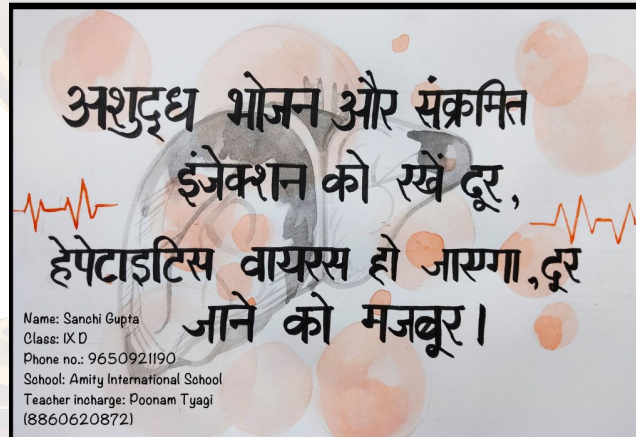 अशुद्ध भोजन और संक्रमित
इंजेक्शन को रखें दूर,
हेपेटाइटिस वायरस हो जाएगा, दूर
जाने को मजबूर।
Name: Sanchi Gupta
Class: IX D
Phone no.: 9650921190
School: Amity International School
Teacher incharge: Poonam Tyagi
(8860620872)